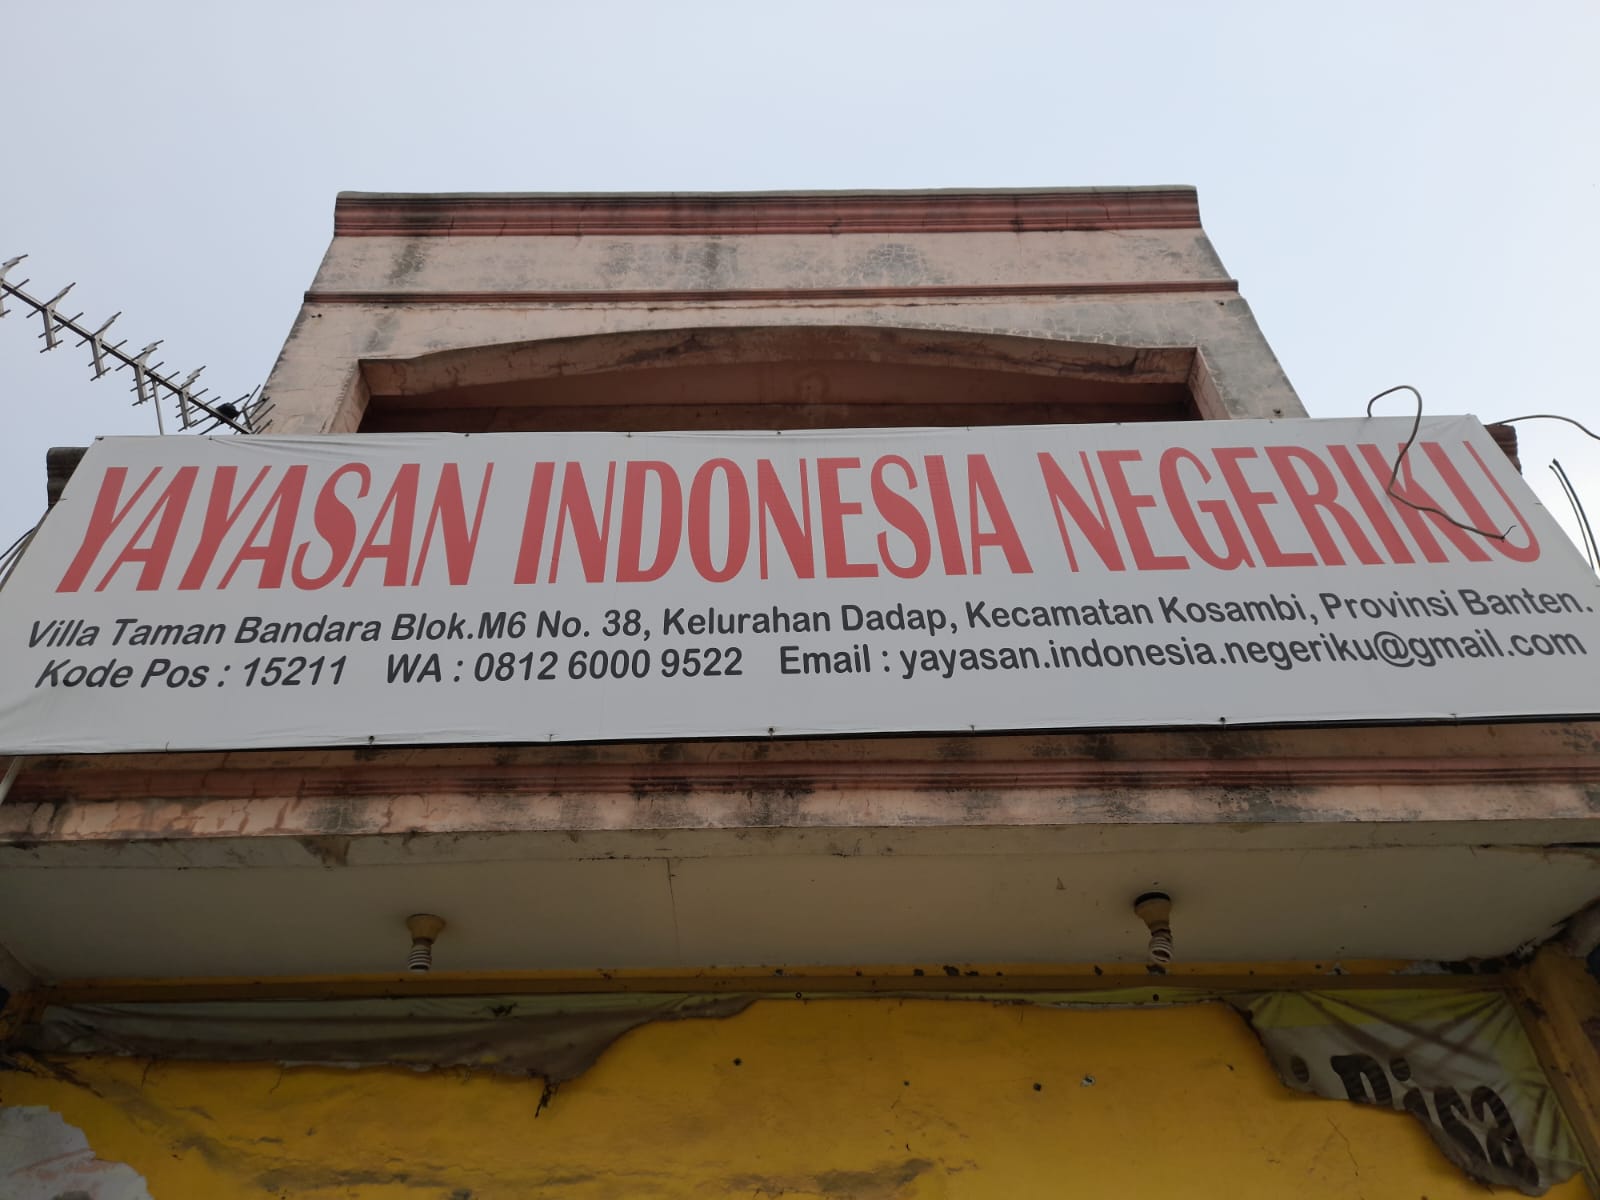 YAYASAN INDONESIA NEGERIKU
Villa Taman Bandara Blok.M6 No. 38, Kelurahan Dadap, Kecamatan Kosambi, Provinsi Banten.
Kode Pos : 15211 WA : 0812 6000 9522 Email : yayasan.indonesia.negeriku@gmail.com